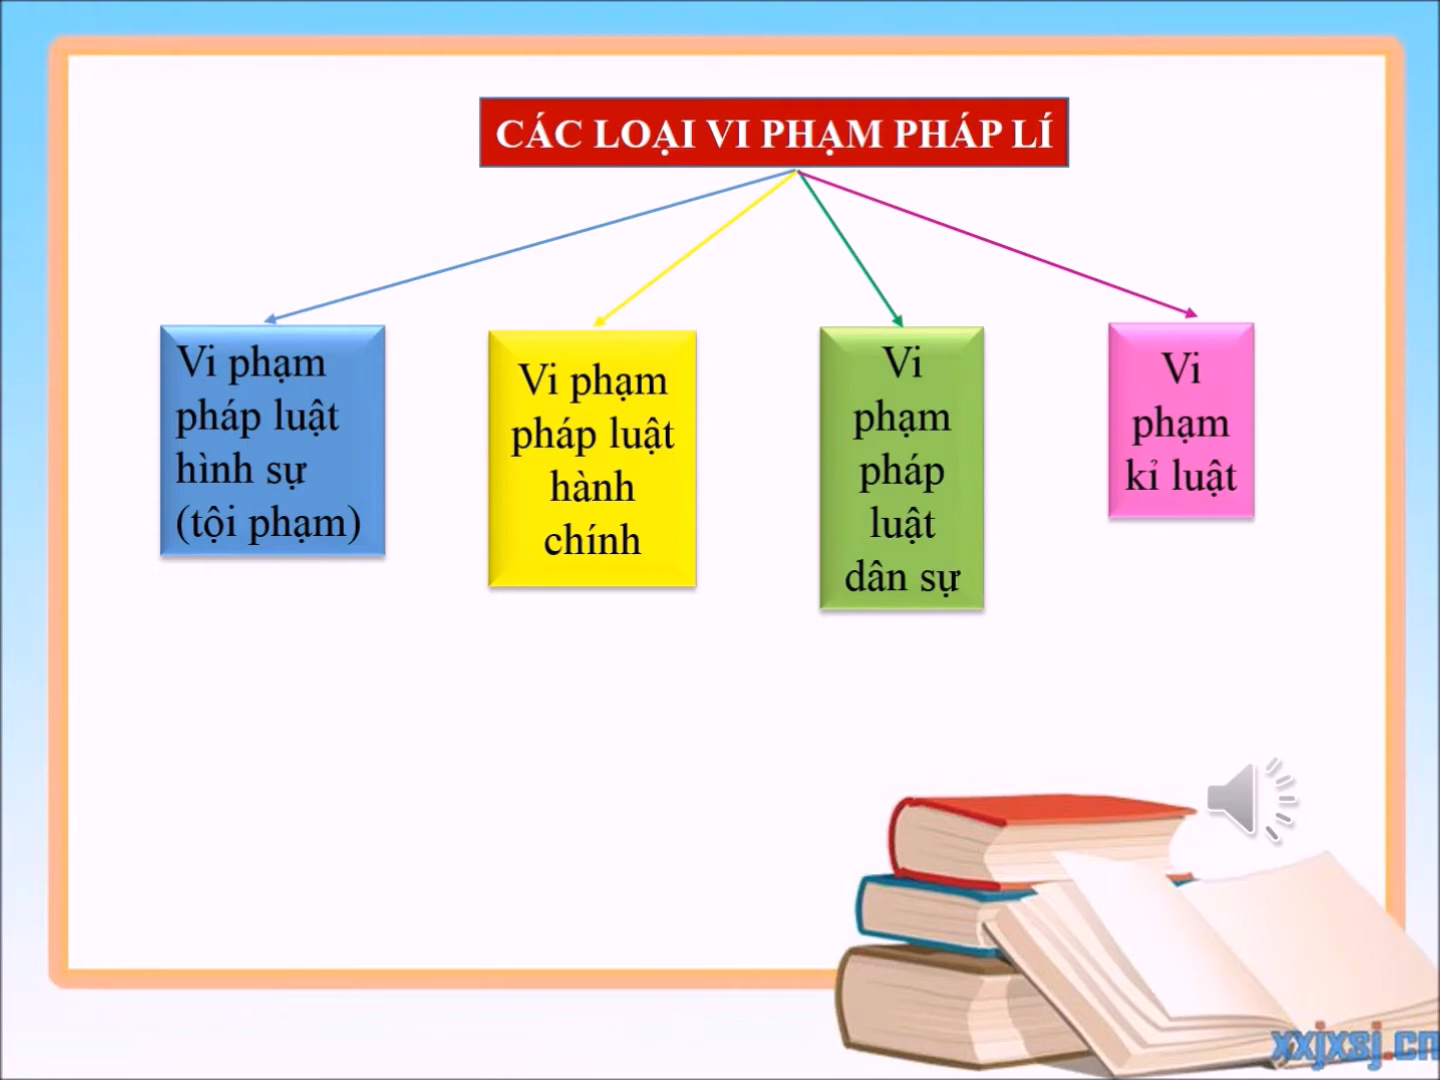 CÁC LOẠI VI PHẠM PHÁP LÍ
Vi phạm
pháp luật
hình sự
(tội phạm)
Vi phạm
pháp luật
hành
chính
Vi
phạm
pháp
luật
dân sự
Vi
phạm
kỉ luật
xxjxsj.cn